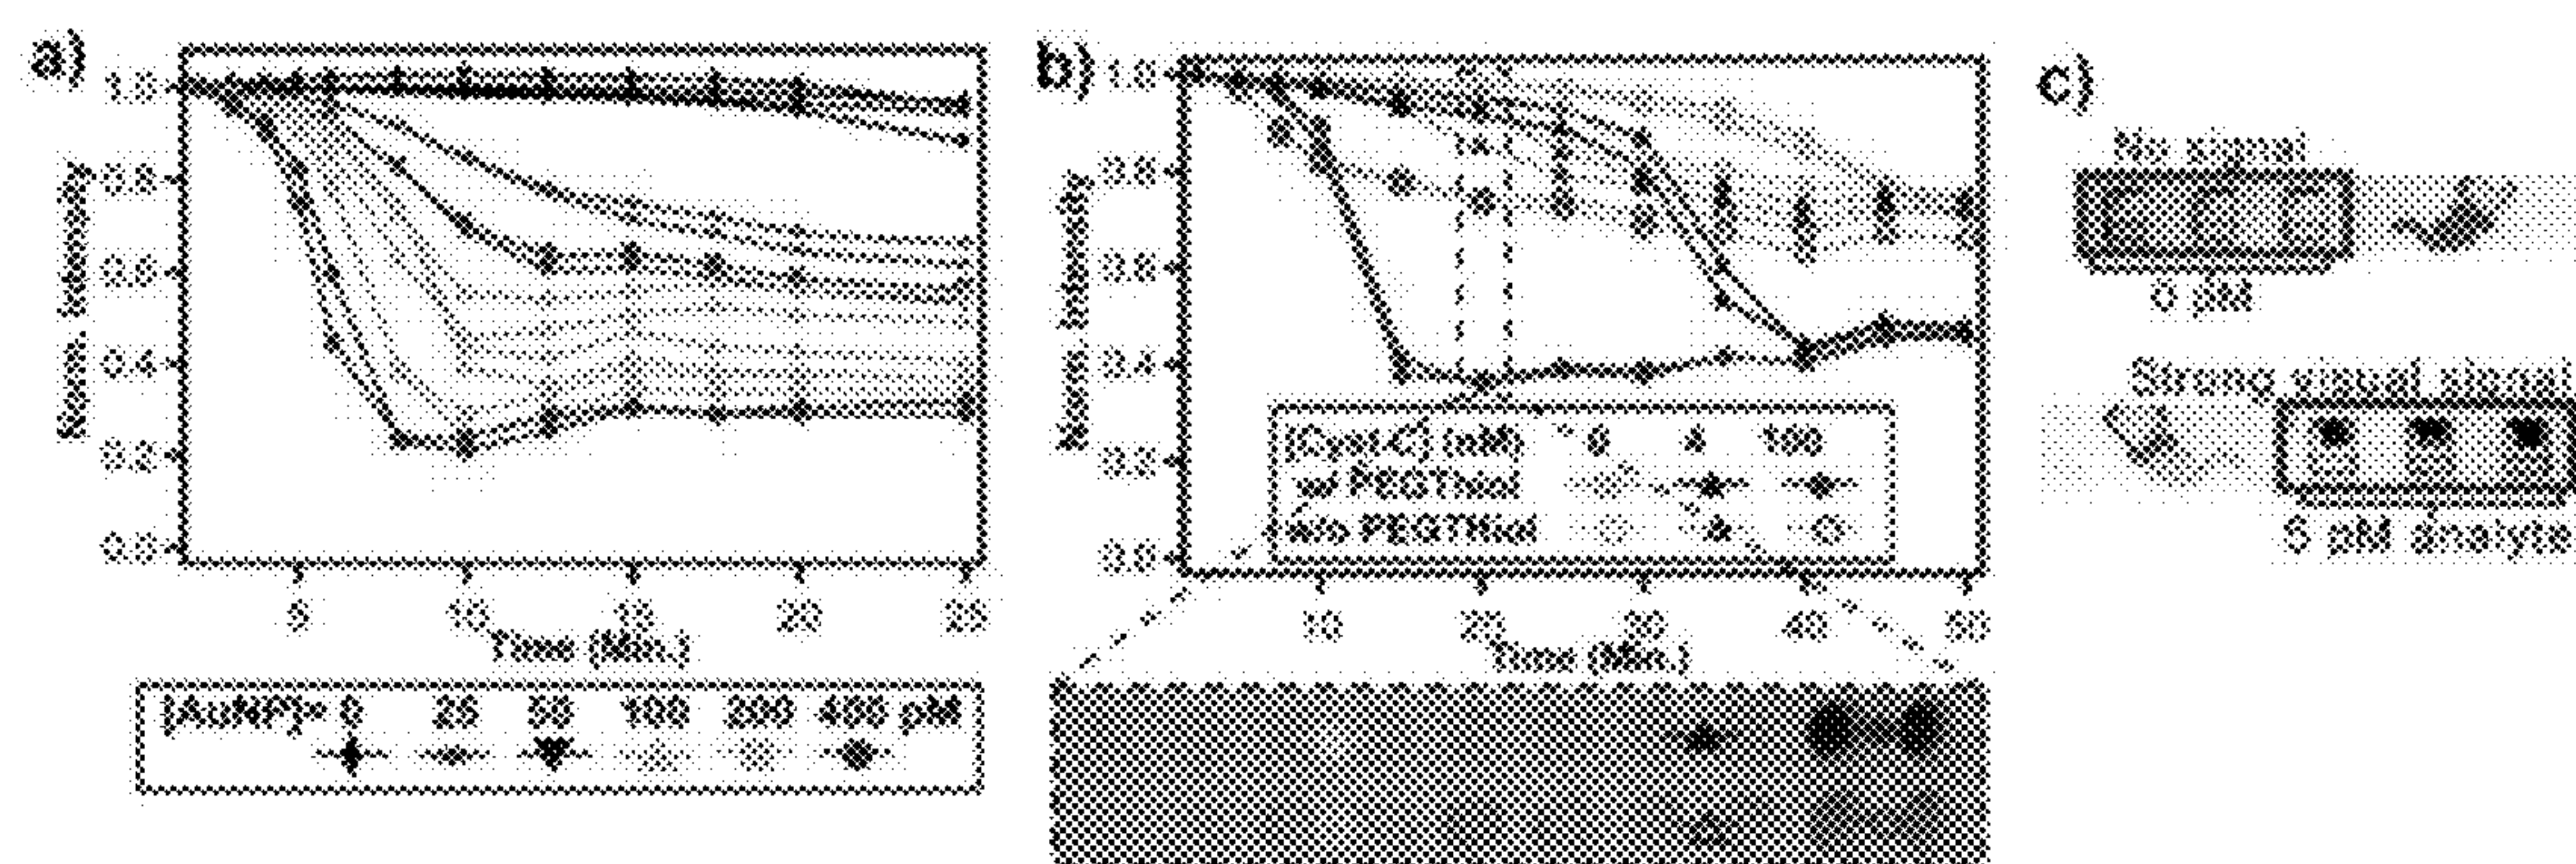 a)
1.0
0.8
0.6
0.4
0.2
0.0
5 10 15 20 25
Time (Min.)
[AuNP]= 0 25 50 100 200 400 pM
b)
1.0
0.8
0.6
0.4
0.2
0.0
0 4 100
w/ PEGThiol
w/o PEGThiol
10 20 30 40 50
Time (Min.)
c)
No signal
0 pM
Strong visual signal
5 pM analyte